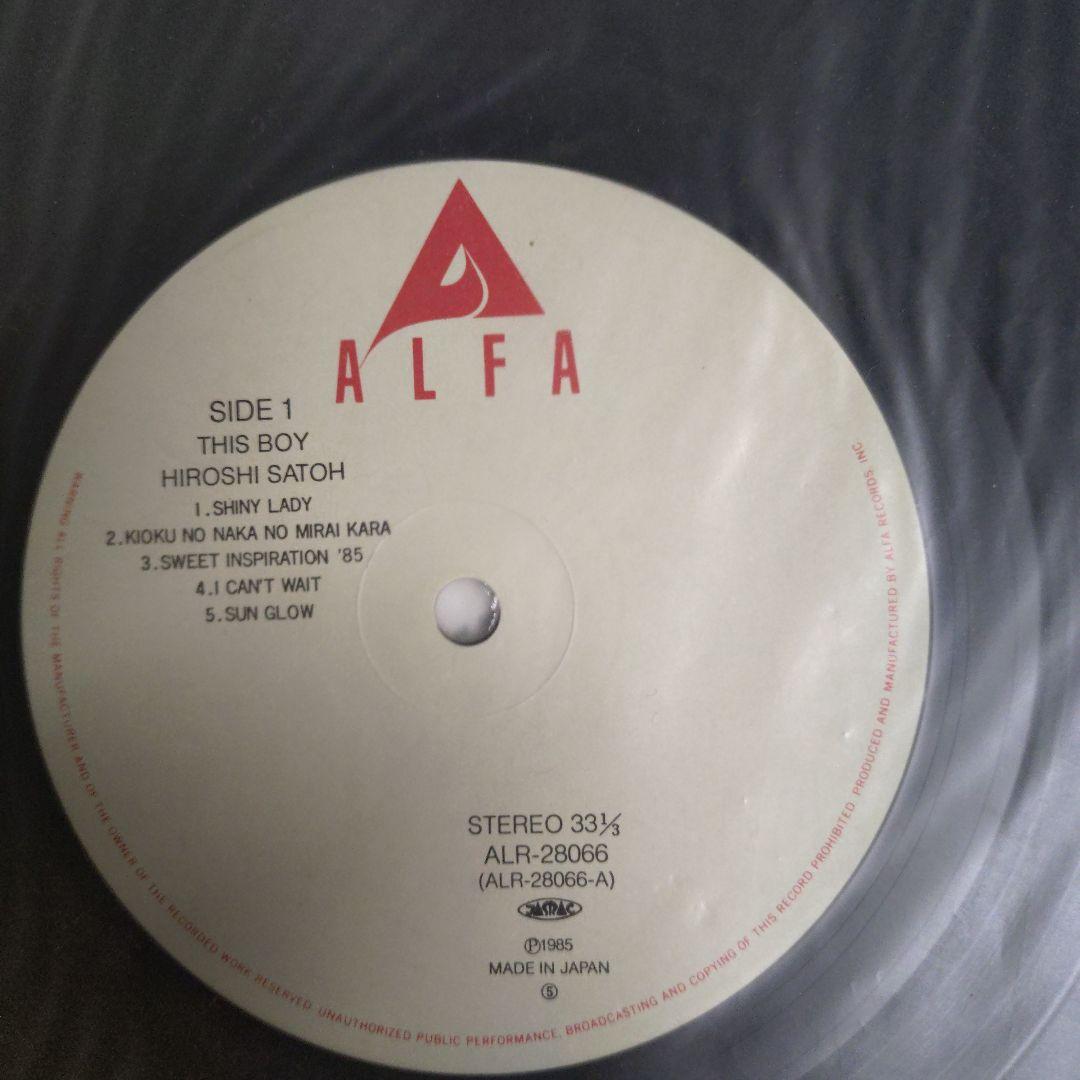 ALFA
SIDE 1
THIS BOY
HIROSHI SATOH
1.SHINY LADY
2.KIOKU NO NAKA NO MIRAI KARA
3.SWEET INSPIRATION '85
4.I CAN'T WAIT
5.SUN GLOW
STEREO 33⅓
ALR-28066
(ALR-28066-A)
JASRAC
Ⓟ1985
MADE IN JAPAN
⑤
WARNING ALL RIGHTS OF THE MANUFACTURER AND OF THE OWNER OF THE RECORDED WORK RESERVED. UNAUTHORIZED PUBLIC PERFORMANCE, BROADCASTING AND COPYING OF THIS RECORD PROHIBITED. PRODUCED AND MANUFACTURED BY ALFA RECORDS, INC.